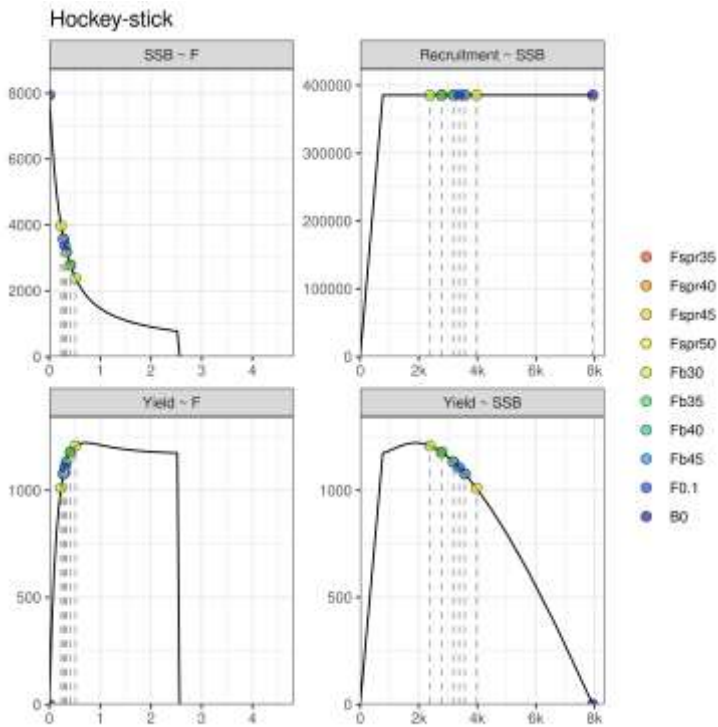 Hockey-stick
SSB ~ F
Recruitment ~ SSB
8000
6000
4000
2000
0
0 1 2 3 4
400000
300000
200000
100000
0
0 2k 4k 6k 8k
Yield ~ F
Yield ~ SSB
1000
500
0
0 1 2 3 4
1000
500
0
0 2k 4k 6k 8k
Fspr35
Fspr40
Fspr45
Fspr50
Fb30
Fb35
Fb40
Fb45
F0.1
B0